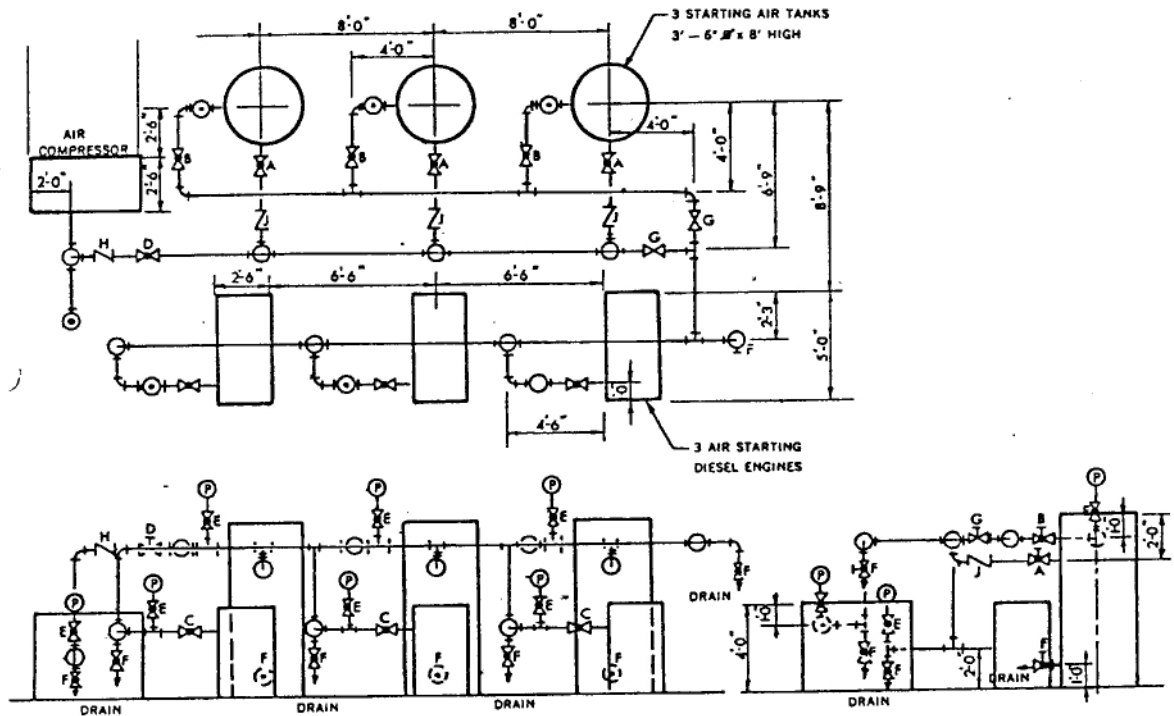 8'-0"
8'-0"
3 STARTING AIR TANKS
3' - 6" ø x 8' HIGH
4'-0"
2'-6"
B
A
B
A
B
A
4'-0"
4'-0"
6'-9"
8'-9"
AIR
COMPRESSOR
2'-0"
2'-6"
J
J
J
G
G
H
D
2'-6"
6'-6"
6'-6"
2'-3
5'-0"
F
1'-0"
4'-6"
3 AIR STARTING
DIESEL ENGINES
P
P
P
P
E
E
E
G
B
1'-0"
2'-0"
H
D
J
A
F
F
DRAIN
P
P
P
P
P
P
E
E
E
E
E
C
C
C
4'-0"
1'-0"
F
F
F
F
F
F
F
F
F
F
2'-0"
DRAIN
1'-0"
DRAIN
DRAIN
DRAIN
DRAIN